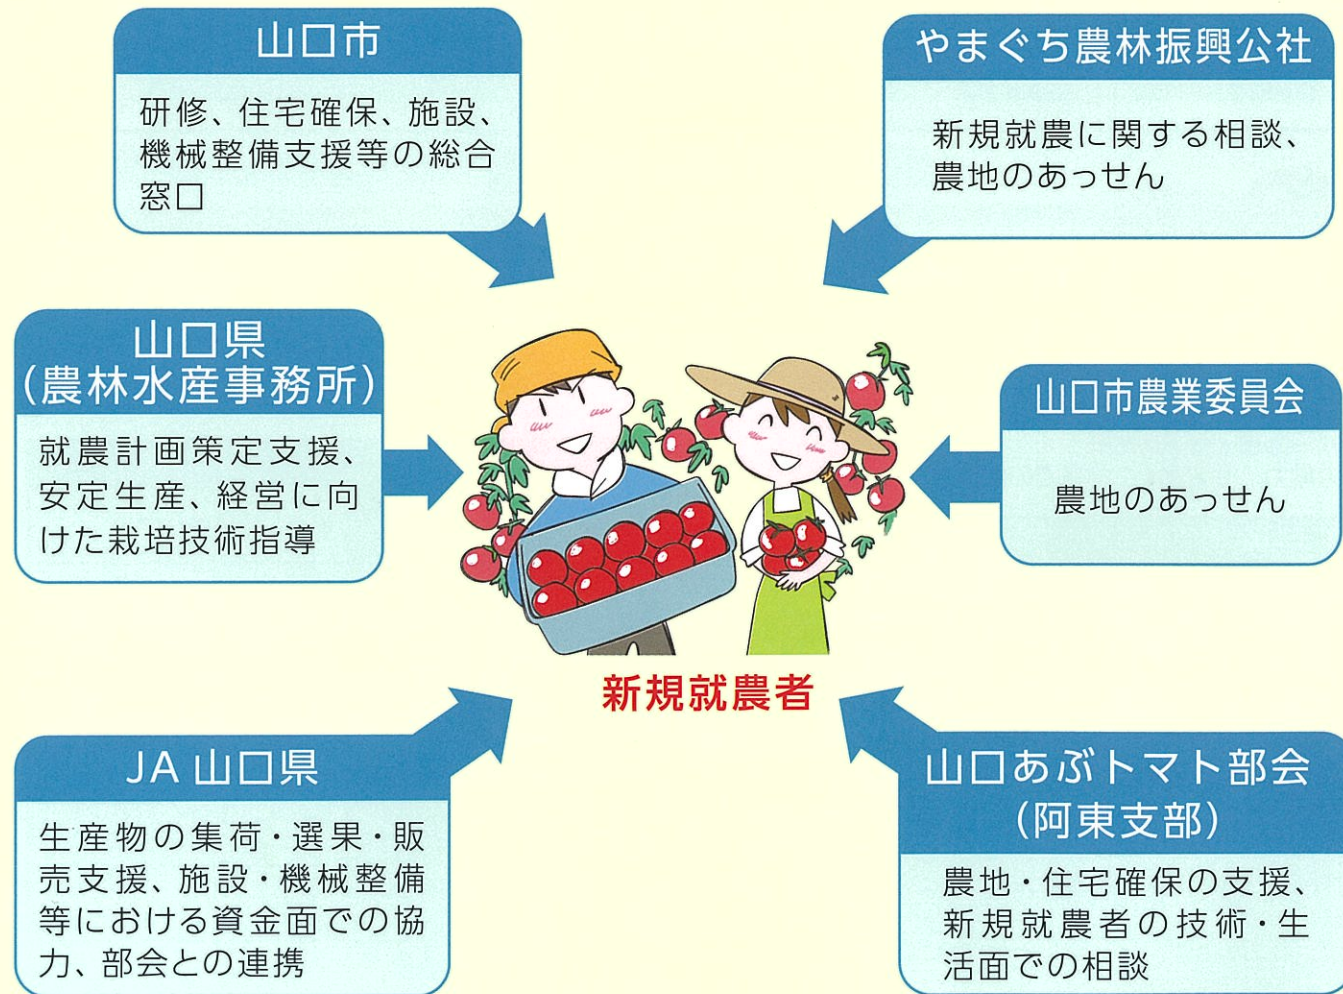 山口市
研修、住宅確保、施設、
機械整備支援等の総合
窓口
やまぐち農林振興公社
新規就農に関する相談、
農地のあっせん
山口県
（農林水産事務所）
就農計画策定支援、
安定生産、経営に向
けた栽培技術指導
山口市農業委員会
農地のあっせん
新規就農者
JA 山口県
生産物の集荷・選果・販
売支援、施設・機械整備
等における資金面での協
力、部会との連携
山口あぶトマト部会
（阿東支部）
農地・住宅確保の支援、
新規就農者の技術・生
活面での相談